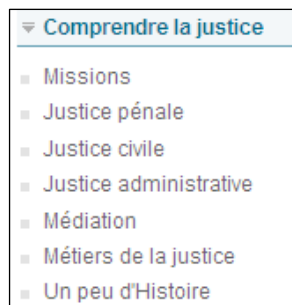 Comprendre la justice
Missions
Justice pénale
Justice civile
Justice administrative
Médiation
Métiers de la justice
Un peu d'Histoire